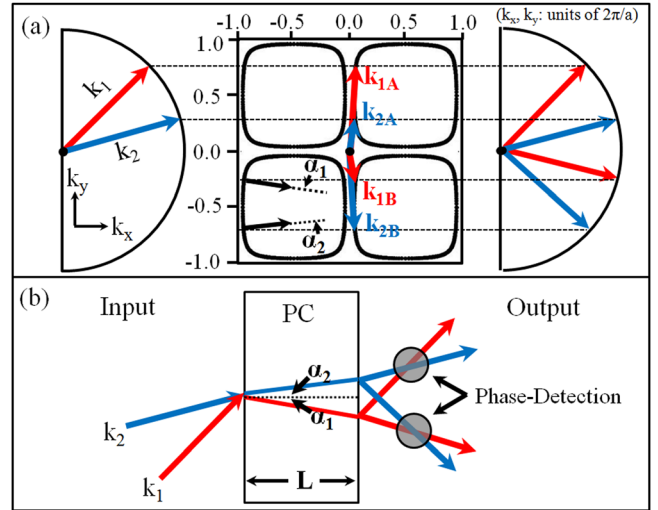 (a)
-1.0 -0.5 0.0 0.5 1.0
(kx, ky: units of 2π/a)
1.0
0.5
0.0
-0.5
-1.0
k1
k2
ky
kx
k1A
k2A
k1B
k2B
α1
α2
(b)
Input PC Output
α2
α1
Phase-Detection
k2
k1
L